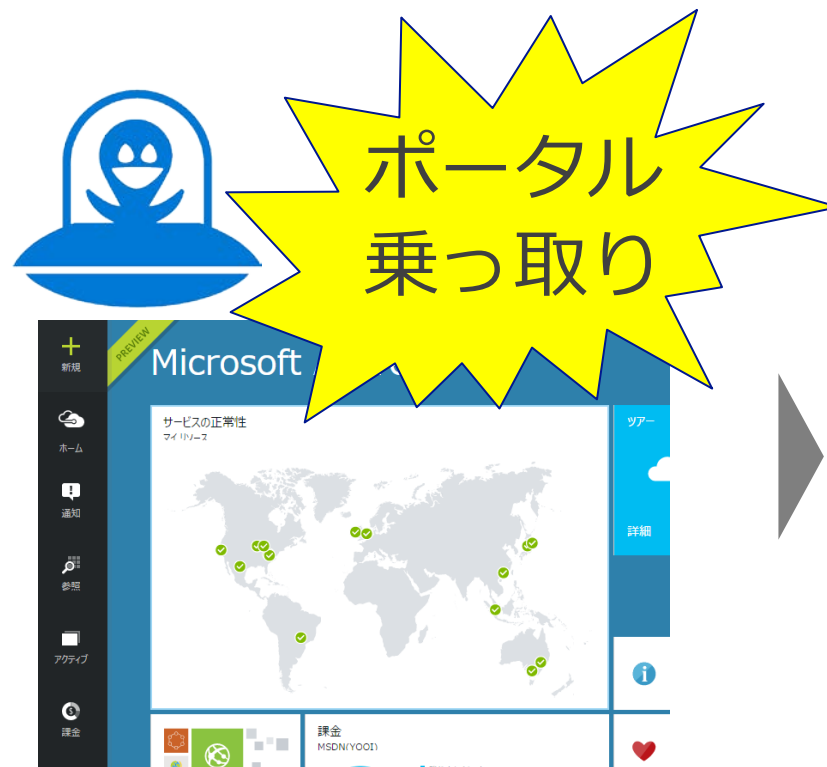 ポータル
乗っ取り
PREVIEW
Microsoft
新規
ホーム
通知
参照
アクティブ
課金
サービスの正常性
マイ リソース
ツアー
詳細
課金
MSDN(YOOI)